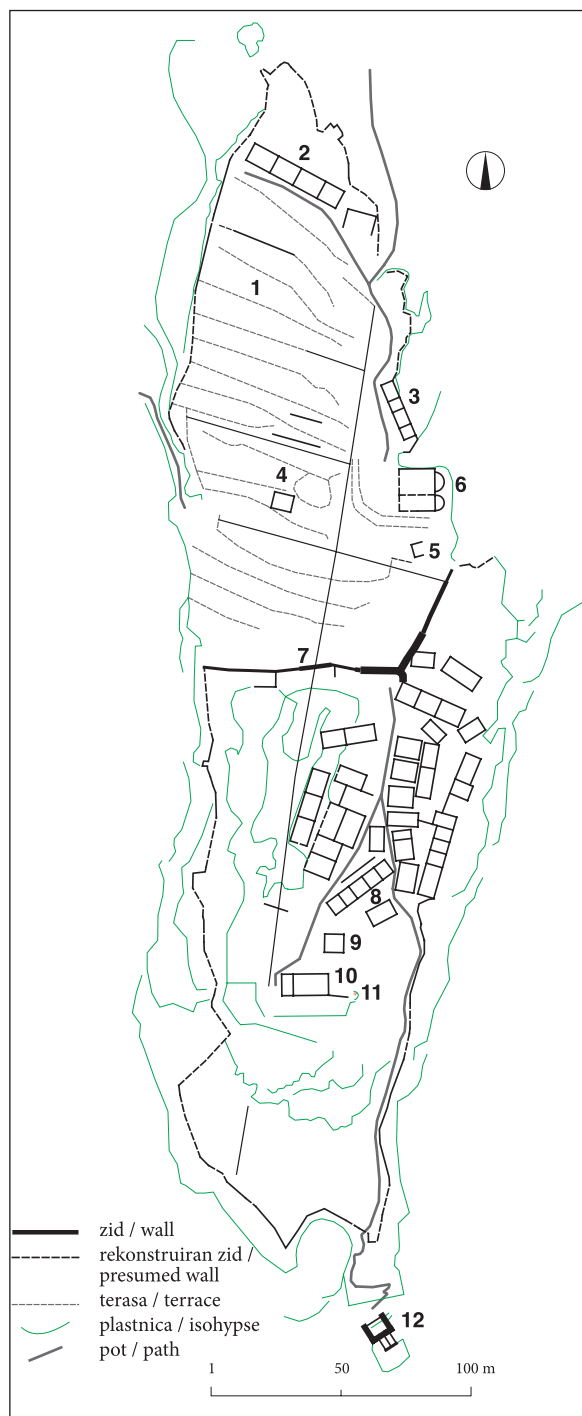 2
1
3
4
6
5
7
8
9
10
11
zid / wall
rekonstruiran zid /
presumed wall
terasa / terrace
plastnica / isohypse
pot / path
12
1 50 100 m